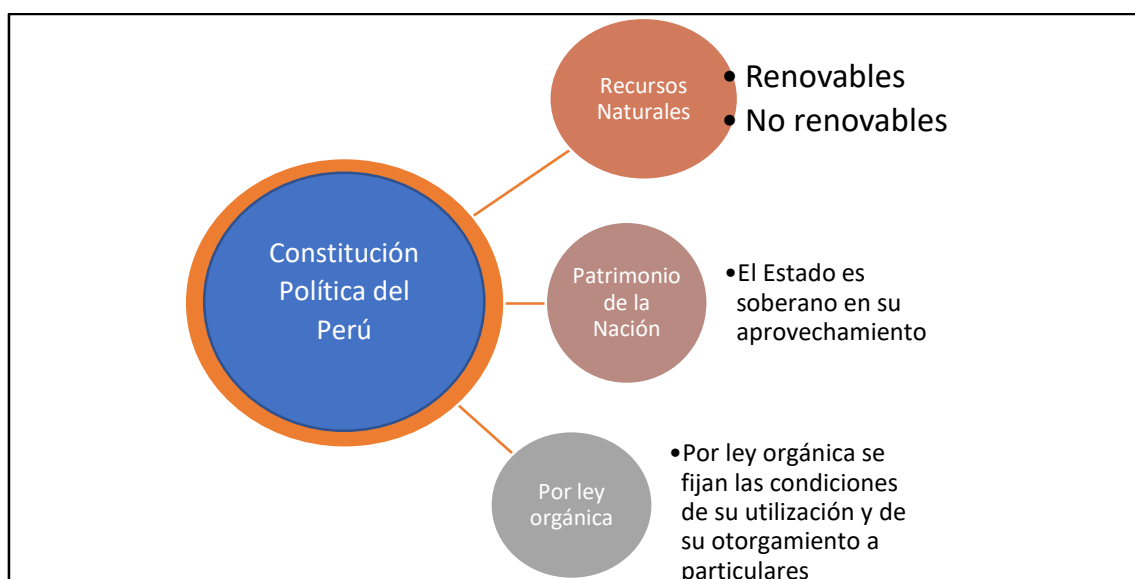 Recursos
Naturales
• Renovables
• No renovables
Constitución
Política del
Perú
Patrimonio
de la
Nación
•El Estado es
soberano en su
aprovechamiento
Por ley
orgánica
•Por ley orgánica se
fijan las condiciones
de su utilización y de
su otorgamiento a
particulares